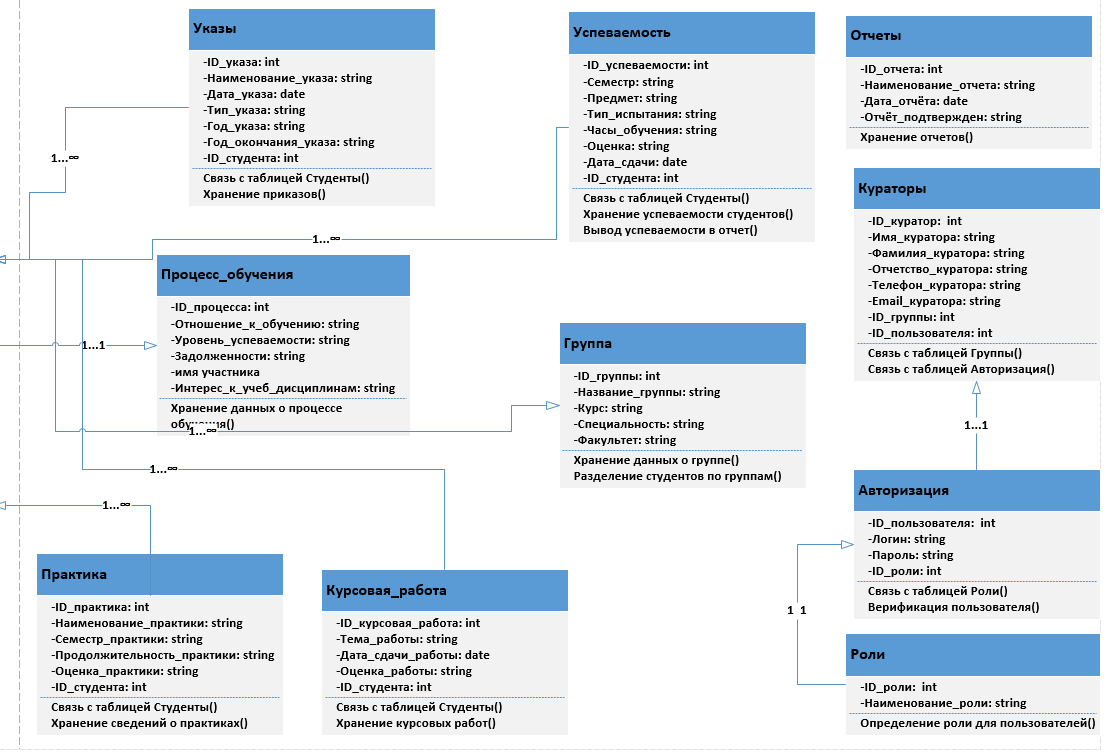 Указы
-ID_указа: int
-Наименование_указа: string
-Дата_указа: date
-Тип_указа: string
-Год_указа: string
-Год_окончания_указа: string
-ID_студента: int
Связь с таблицей Студенты()
Хранение приказов()
Успеваемость
-ID_успеваемости: int
-Семестр: string
-Предмет: string
-Тип_испытания: string
-Часы_обучения: string
-Оценка: string
-Дата_сдачи: date
-ID_студента: int
Связь с таблицей Студенты()
Хранение успеваемости студентов()
Вывод успеваемости в отчет()
Отчеты
-ID_отчета: int
-Наименование_отчета: string
-Дата_отчёта: date
-Отчёт_подтвержден: string
Хранение отчетов()
1...∞
1...∞
Кураторы
-ID_куратор: int
-Имя_куратора: string
-Фамилия_куратора: string
-Отчетство_куратора: string
-Телефон_куратора: string
-Email_куратора: string
-ID_группы: int
-ID_пользователя: int
Связь с таблицей Группы()
Связь с таблицей Авторизация()
Процесс_обучения
-ID_процесса: int
-Отношение_к_обучению: string
-Уровень_успеваемости: string
-Задолженности: string
-имя участника
-Интерес_к_учеб_дисциплинам: string
Хранение данных о процессе
обучения()
1...1
1...∞
Группа
-ID_группы: int
-Название_группы: string
-Курс: string
-Специальность: string
-Факультет: string
Хранение данных о группе()
Разделение студентов по группам()
1...1
1...∞
1...∞
Авторизация
-ID_пользователя: int
-Логин: string
-Пароль: string
-ID_роли: int
Связь с таблицей Роли()
Верификация пользователя()
Практика
-ID_практика: int
-Наименование_практики: string
-Семестр_практики: string
-Продолжительность_практики: string
-Оценка_практики: string
-ID_студента: int
Связь с таблицей Студенты()
Хранение сведений о практиках()
Курсовая_работа
-ID_курсовая_работа: int
-Тема_работы: string
-Дата_сдачи_работы: date
-Оценка_работы: string
-ID_студента: int
Связь с таблицей Студенты()
Хранение курсовых работ()
1 1
Роли
-ID_роли: int
-Наименование_роли: string
Определение роли для пользователей()